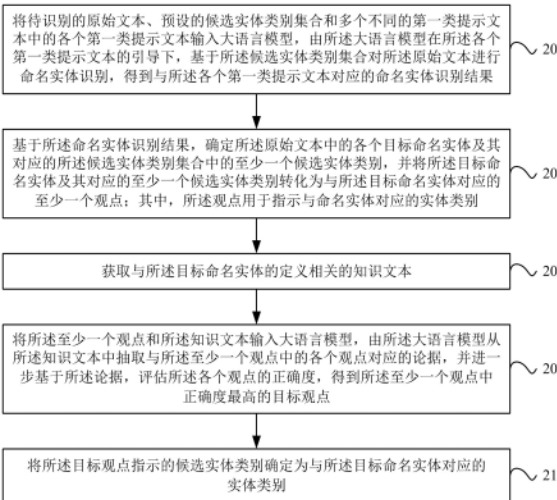 将待识别的原始文本、预设的候选实体类别集合和多个不同的第一类提示文
本中的各个第一类提示文本输入大语言模型，由所述大语言模型在所述各个
第一类提示文本的引导下，基于所述候选实体类别集合对所述原始文本进行
命名实体识别，得到与所述各个第一类提示文本对应的命名实体识别结果
20
基于所述命名实体识别结果，确定所述原始文本中的各个目标命名实体及其
对应的所述候选实体类别集合中的至少一个候选实体类别，并将所述目标命
名实体及其对应的至少一个候选实体类别转化为与所述目标命名实体对应的
至少一个观点；其中，所述观点用于指示与命名实体对应的实体类别
20
获取与所述目标命名实体的定义相关的知识文本
20
将所述至少一个观点和所述知识文本输入大语言模型，由所述大语言模型从
所述知识文本中抽取与所述至少一个观点中的各个观点对应的论据，并进一
步基于所述论据，评估所述各个观点的正确度，得到所述至少一个观点中
正确度最高的目标观点
20
将所述目标观点指示的候选实体类别确定为与所述目标命名实体对应的
实体类别
21